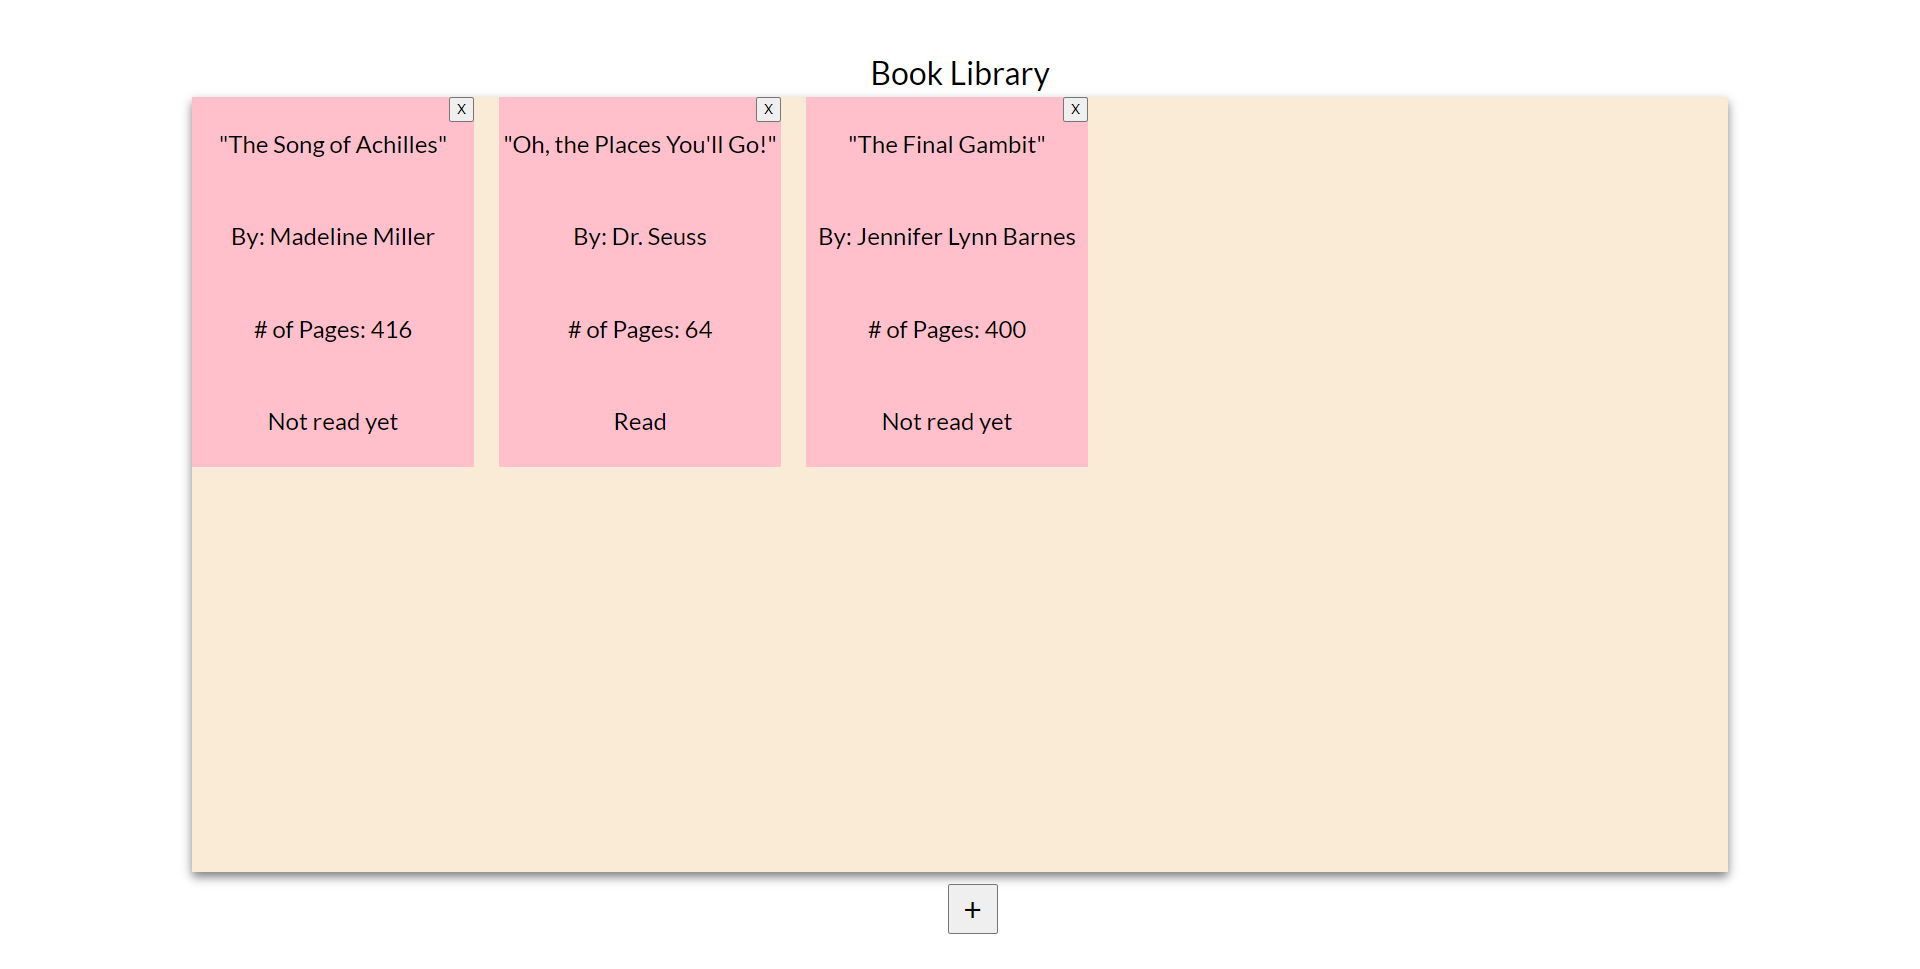 Book Library
X
"The Song of Achilles"
By: Madeline Miller
# of Pages: 416
Not read yet
X
"Oh, the Places You'll Go!"
By: Dr. Seuss
# of Pages: 64
Read
X
"The Final Gambit"
By: Jennifer Lynn Barnes
# of Pages: 400
Not read yet
+